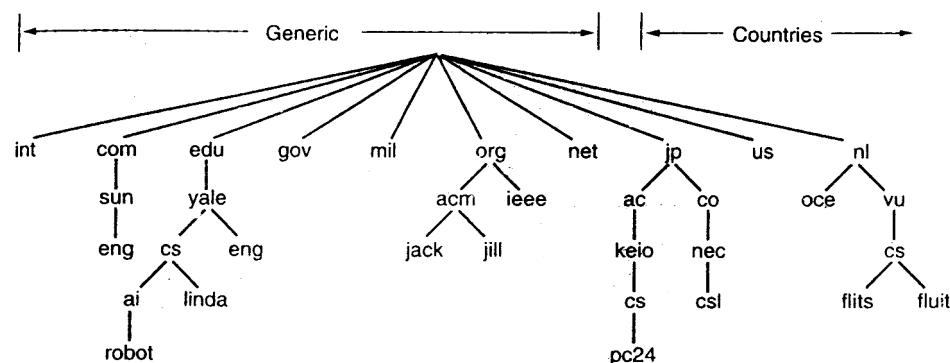 Generic Countries
int com edu gov mil org net jp us nl
sun yale acm ieee ac co oce vu
eng cs eng jack jill keio nec cs
ai linda cs csl flits fluit
robot pc24